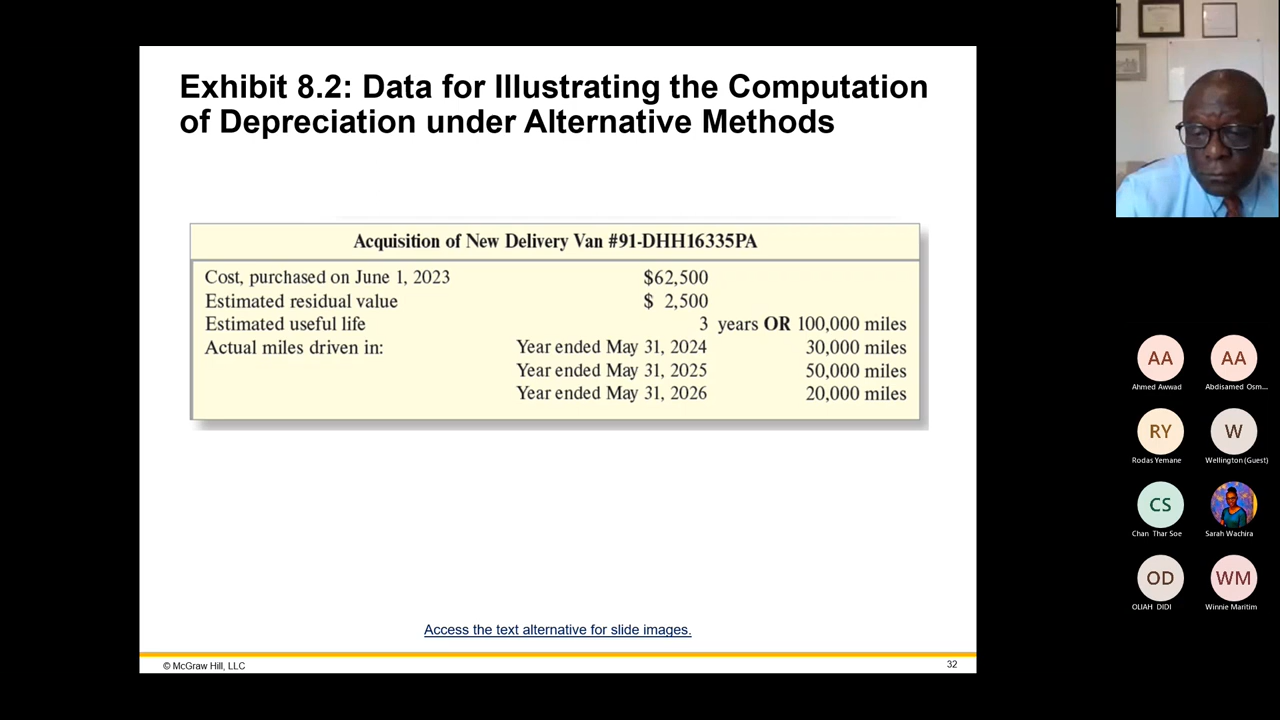 Exhibit 8.2: Data for Illustrating the Computation
of Depreciation under Alternative Methods
Acquisition of New Delivery Van #91-DHH16335PA
Cost, purchased on June 1, 2023 $62,500
Estimated residual value $ 2,500
Estimated useful life 3 years OR 100,000 miles
Actual miles driven in: Year ended May 31, 2024 30,000 miles
Year ended May 31, 2025 50,000 miles
Year ended May 31, 2026 20,000 miles
Access the text alternative for slide images.
© McGraw Hill, LLC 32
AA AA
Ahmed Awwad Abdisamed Osm...
RY W
Rodas Yemane Wellington (Guest)
CS
Chan Thar Soe Sarah Wachira
OD WM
OLIAH DIDI Winnie Maritim